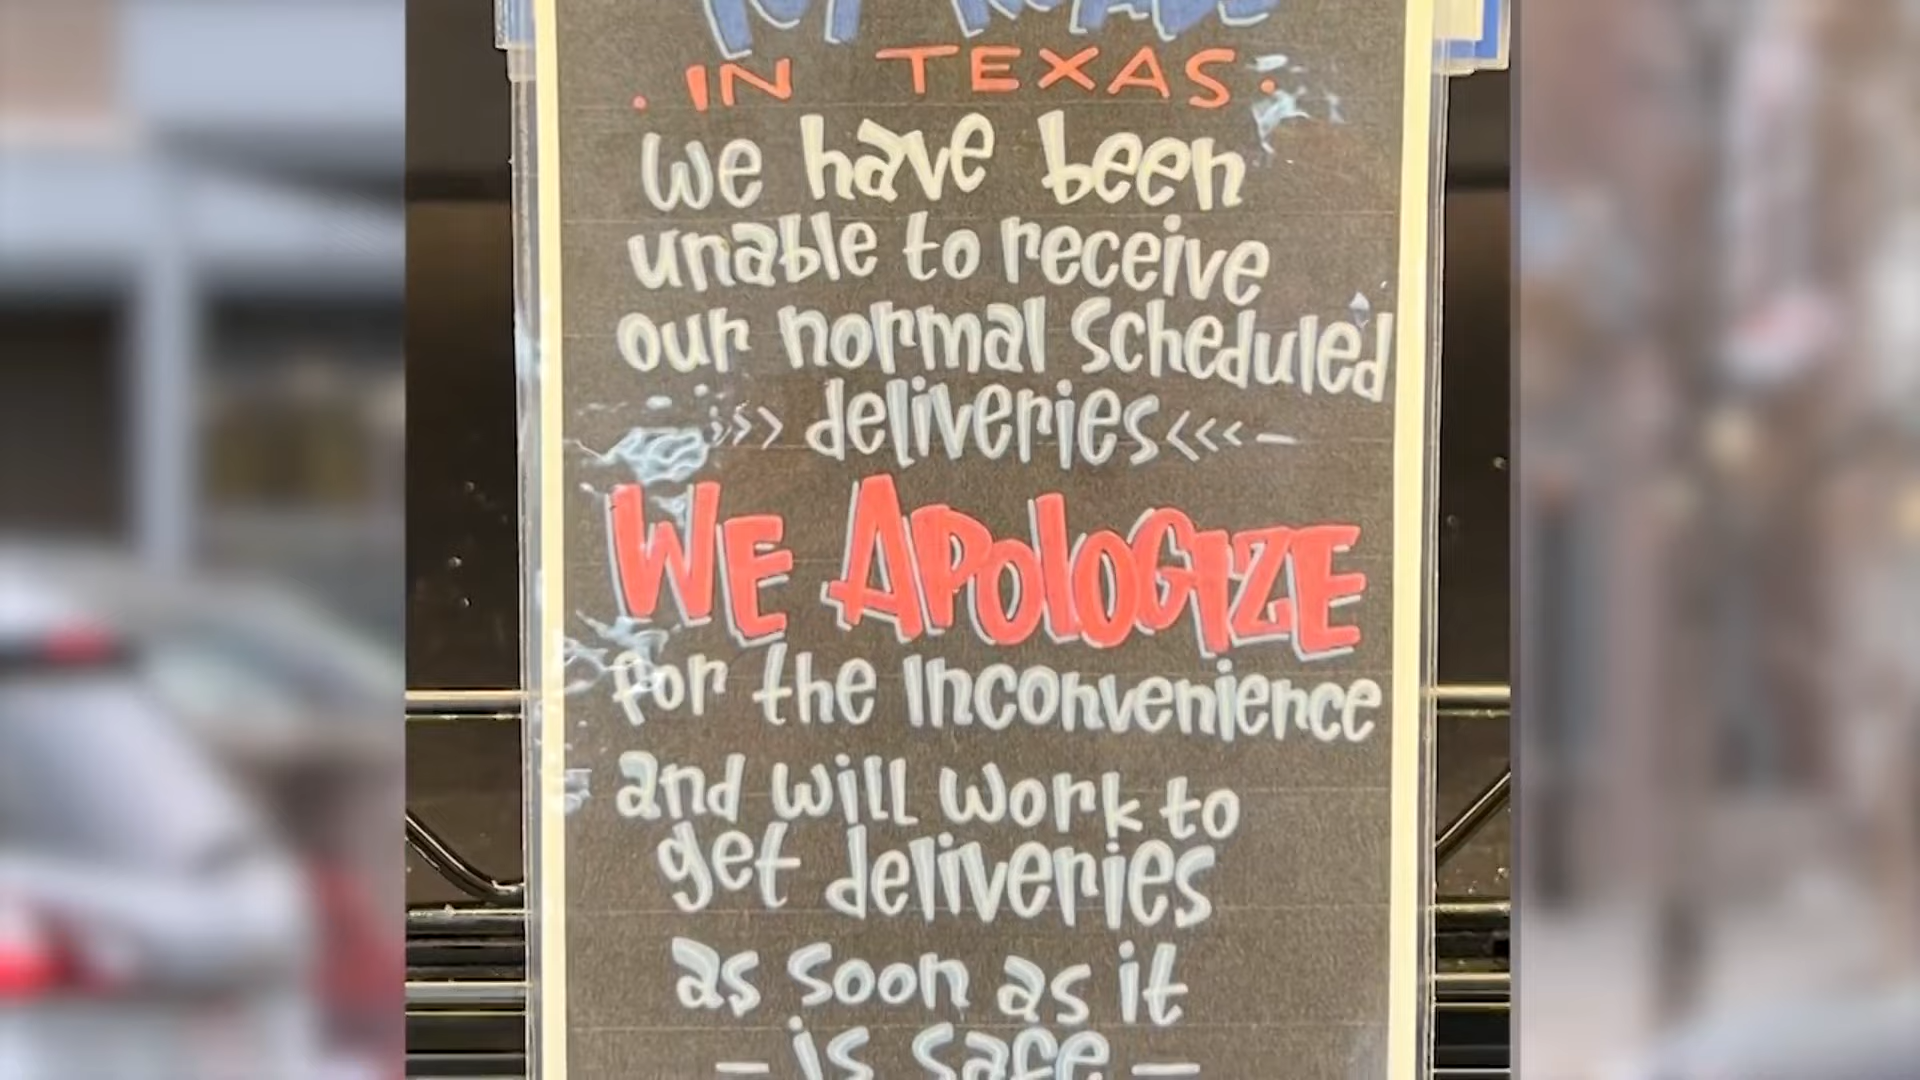 . IN TEXAS .
we have been
unable to receive
our normal scheduled
>>> deliveries <<<-
WE APOLOGIZE
for the Inconvenience
and will work to
get deliveries
as soon as it
- is safe -